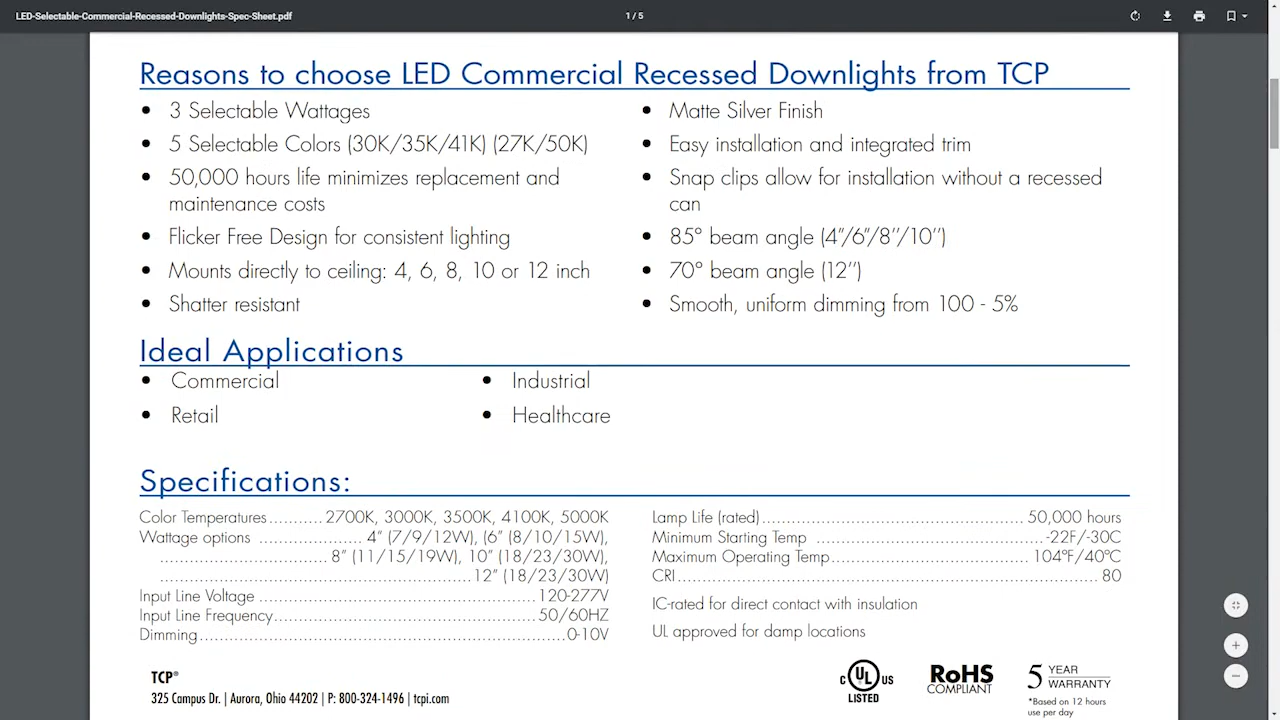 LED-Selectable-Commercial-Recessed-Downlights-Spec-Sheet.pdf
1 / 5
Reasons to choose LED Commercial Recessed Downlights from TCP
• 3 Selectable Wattages
• 5 Selectable Colors (30K/35K/41K) (27K/50K)
• 50,000 hours life minimizes replacement and
maintenance costs
• Flicker Free Design for consistent lighting
• Mounts directly to ceiling: 4, 6, 8, 10 or 12 inch
• Shatter resistant
• Matte Silver Finish
• Easy installation and integrated trim
• Snap clips allow for installation without a recessed
can
• 85° beam angle (4”/6”/8”/10”)
• 70° beam angle (12”)
• Smooth, uniform dimming from 100 - 5%
Ideal Applications
• Commercial
• Retail
• Industrial
• Healthcare
Specifications:
Color Temperatures........... 2700K, 3000K, 3500K, 4100K, 5000K
Wattage options .................. 4” (7/9/12W), (6” (8/10/15W),
.............................. 8” (11/15/19W), 10” (18/23/30W),
...................................................... 12” (18/23/30W)
Input Line Voltage ................................................ 120-277V
Input Line Frequency............................................. 50/60HZ
Dimming.................................................................. 0-10V
Lamp Life (rated).............................................. 50,000 hours
Minimum Starting Temp ........................................ -22F/-30C
Maximum Operating Temp................................... 104°F/40°C
CRI............................................................................ 80
IC-rated for direct contact with insulation
UL approved for damp locations
TCP®
325 Campus Dr. | Aurora, Ohio 44202 | P: 800-324-1496 | tcpi.com
C UL US
LISTED
RoHS
COMPLIANT
5 YEAR
WARRANTY
*Based on 12 hours
use per day